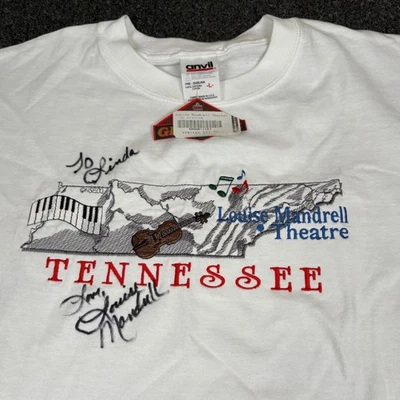 anvil
-L-
To Linda
Louise Mandrell
Theatre
TENNESSEE
Love,
Louise
Mandrell